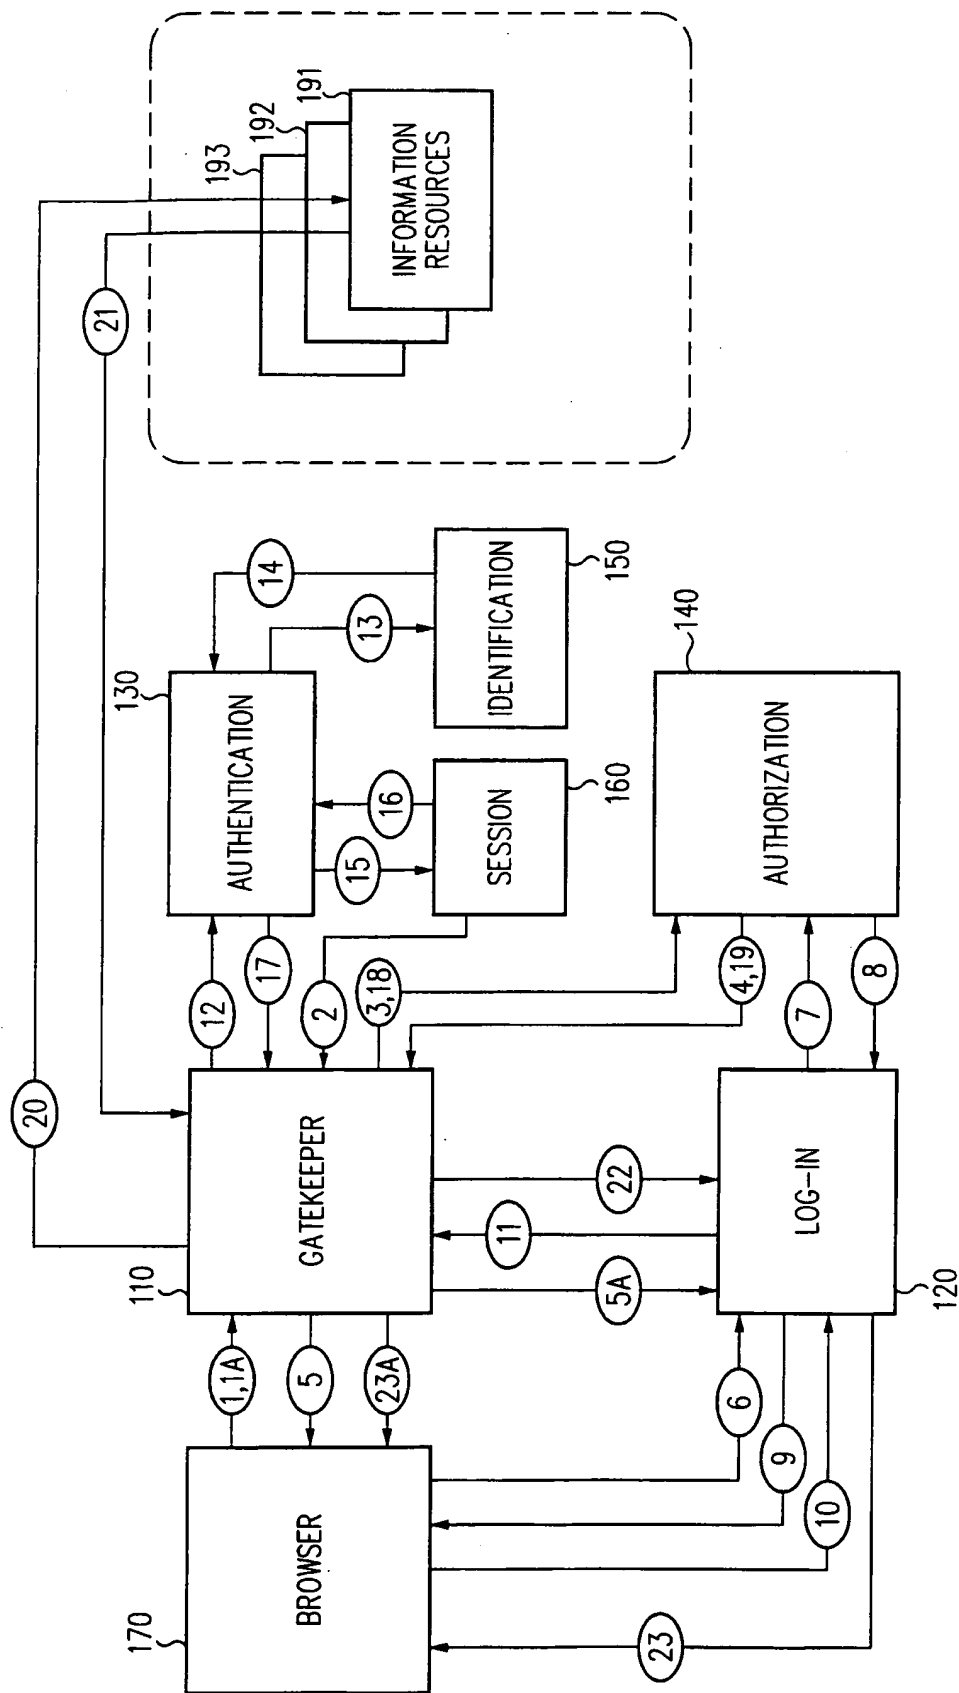 20
21
193
192
191
INFORMATION
RESOURCES
12
17
130
AUTHENTICATION
14
13
15
16
IDENTIFICATION
150
SESSION
160
2
3,18
4,19
140
AUTHORIZATION
7
8
110
GATEKEEPER
1,1A
5
23A
22
11
5A
LOG-IN
120
170
BROWSER
6
9
10
23